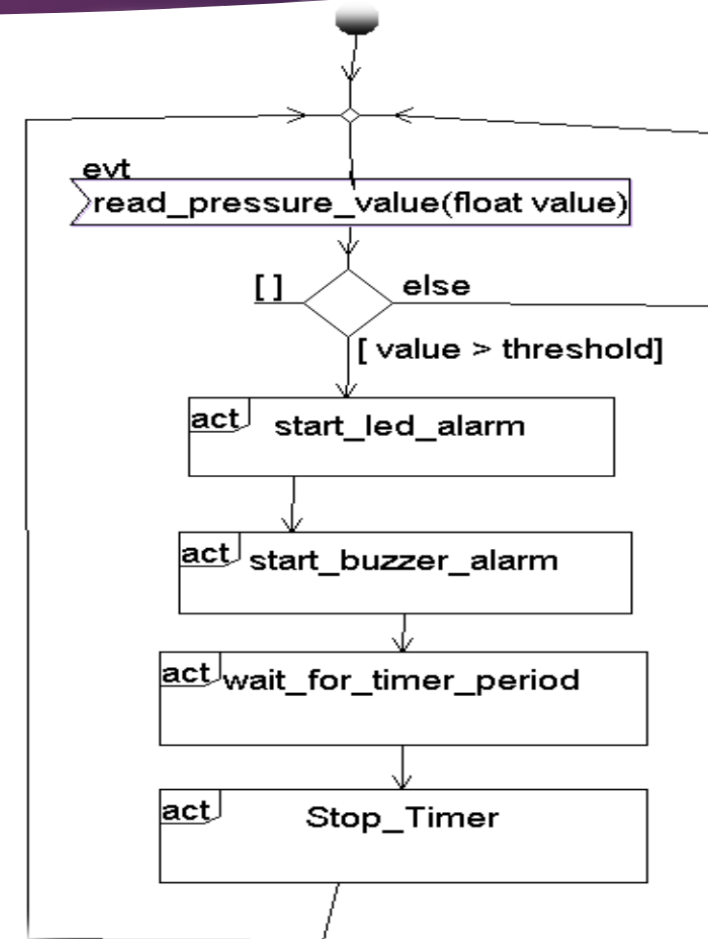 evt
read_pressure_value(float value)
[ ]
else
[ value > threshold]
act
start_led_alarm
act
start_buzzer_alarm
act
wait_for_timer_period
act
Stop_Timer